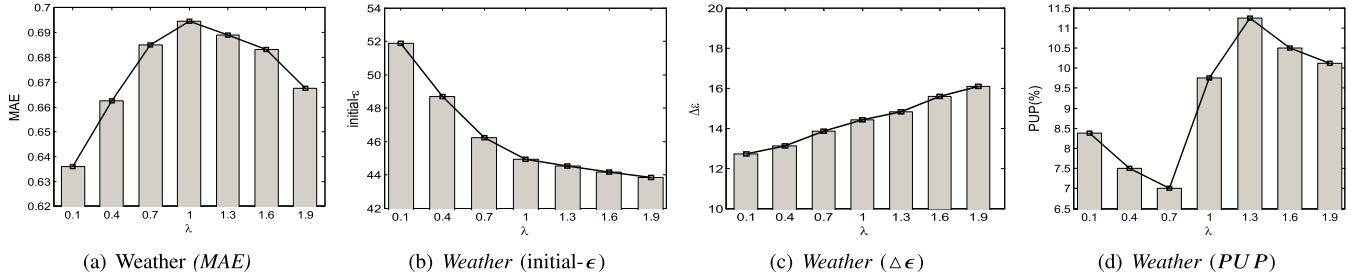 0.7
0.69
0.68
0.67
0.66
0.65
0.64
0.63
0.62
MAE
0.1 0.4 0.7 1 1.3 1.6 1.9
λ
(a) Weather (MAE)
54
52
50
48
46
44
42
initial-ε
0.1 0.4 0.7 1 1.3 1.6 1.9
λ
(b) Weather (initial-ϵ)
20
18
16
14
12
10
Δε
0.1 0.4 0.7 1 1.3 1.6 1.9
λ
(c) Weather (△ϵ)
11.5
11
10.5
10
9.5
9
8.5
8
7.5
7
6.5
PUP(%)
0.1 0.4 0.7 1 1.3 1.6 1.9
λ
(d) Weather (PUP)